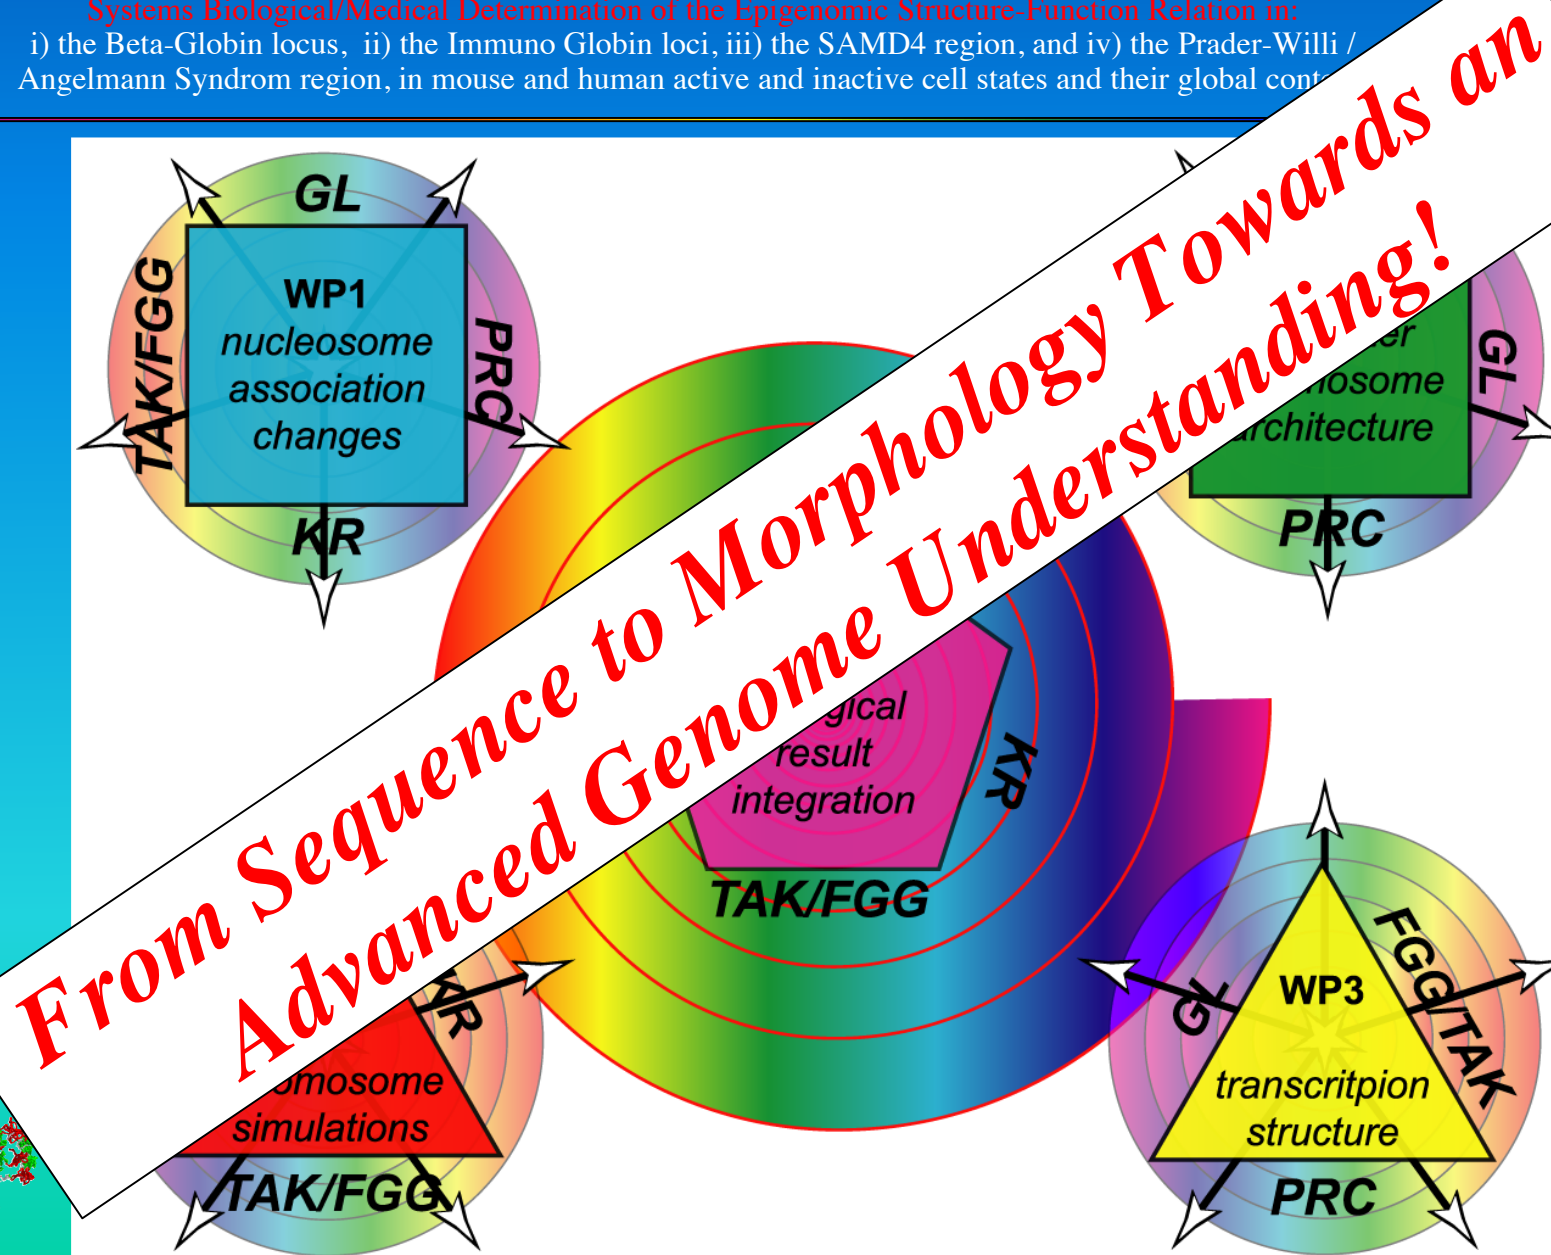 Systems Biological/Medical Determination of the Epigenomic Structure-Function Relation in:
i) the Beta-Globin locus, ii) the Immuno Globin loci, iii) the SAMD4 region, and iv) the Prader-Willi /
Angelmann Syndrom region, in mouse and human active and inactive cell states and their global
From Sequence to Morphology Towards an
Advanced Genome Understanding!
GL
TAK/FGG
WP1
nucleosome
association
changes
PRC
KR
GL
architecture
PRC
result
integration
KR
TAK/FGG
KR
simulations
TAK/FGG
GL
WP3
FGG/TAK
transcritpion
structure
PRC